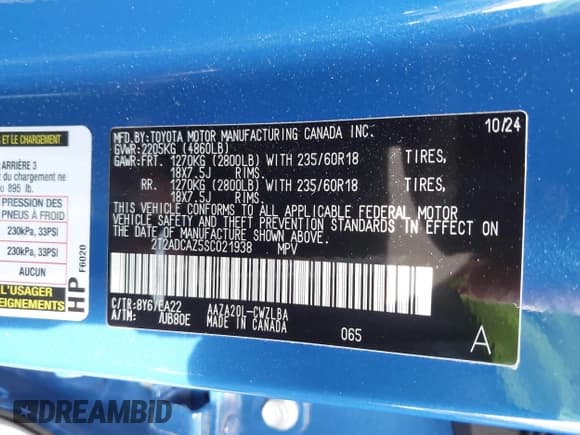 ET LE CHARGEMENT
ARRIÈRE 3
du chargement ne
895 lb.
PRESSION DES
PNEUS À FROID
230kPa, 33PSI
230kPa, 33PSI
AUCUN
L'USAGER
RENSEIGNEMENTS
HP
F6020
MFD.BY:TOYOTA MOTOR MANUFACTURING CANADA INC. 10/24
GVWR:2205KG (4860LB)
GAWR:FRT. 1270KG (2800LB) WITH 235/60R18 TIRES,
18X7.5J RIMS.
RR. 1270KG (2800LB) WITH 235/60R18 TIRES,
18X7.5J RIMS.
THIS VEHICLE CONFORMS TO ALL APPLICABLE FEDERAL MOTOR
VEHICLE SAFETY AND THEFT PREVENTION STANDARDS IN EFFECT ON
THE DATE OF MANUFACTURE SHOWN ABOVE.
2T2ADCAZ5SC021938 MPV
C/TR:8Y6/EA22 AAZA20L-CWZLBA
A/TM: /UB80E MADE IN CANADA 065 A
DREAMBID